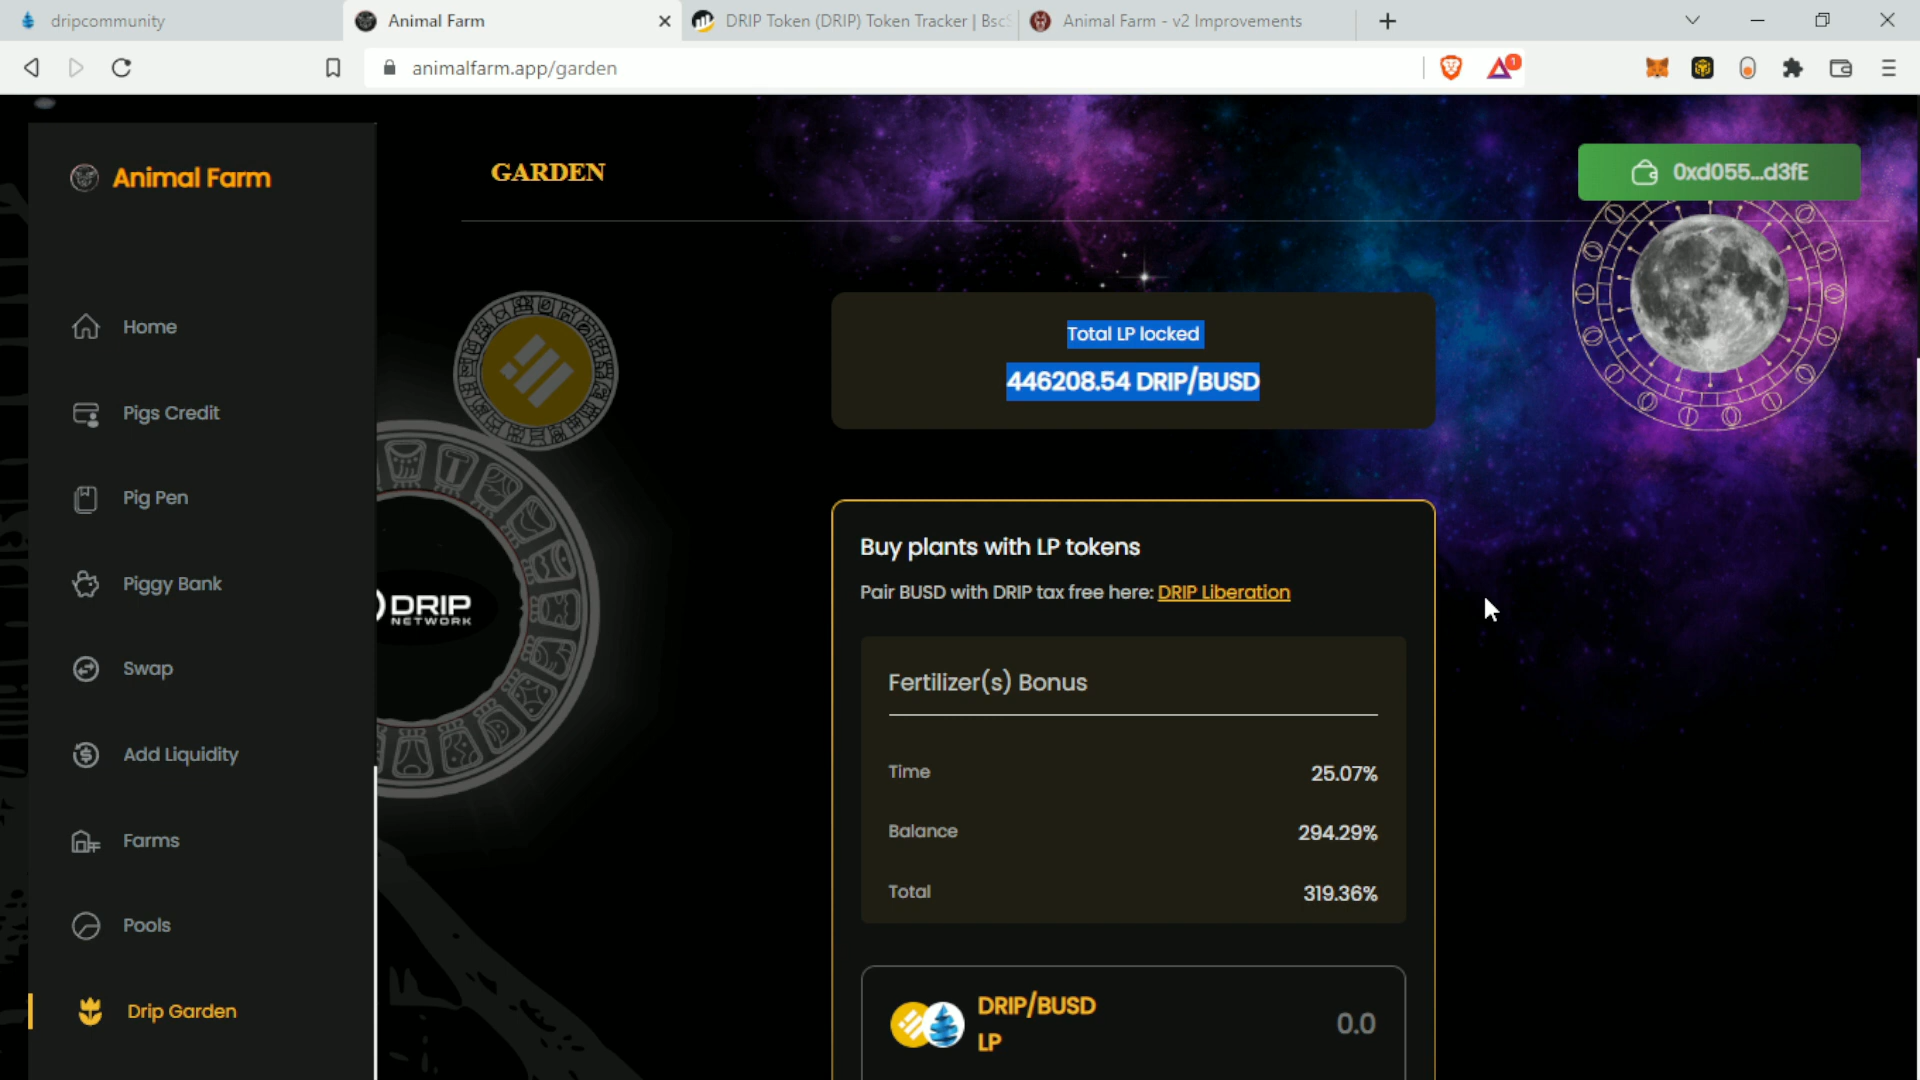 dripcommunity
Animal Farm
DRIP Token (DRIP) Token Tracker | BscS
Animal Farm - v2 Improvements
animalfarm.app/garden
1
Animal Farm
GARDEN
0xd055...d3fE
Home
Pigs Credit
Pig Pen
Piggy Bank
Swap
Add Liquidity
Farms
Pools
Drip Garden
DRIP
NETWORK
Total LP locked
446208.54 DRIP/BUSD
Buy plants with LP tokens
Pair BUSD with DRIP tax free here: DRIP Liberation
Fertilizer(s) Bonus
Time 25.07%
Balance 294.29%
Total 319.36%
DRIP/BUSD
LP
0.0